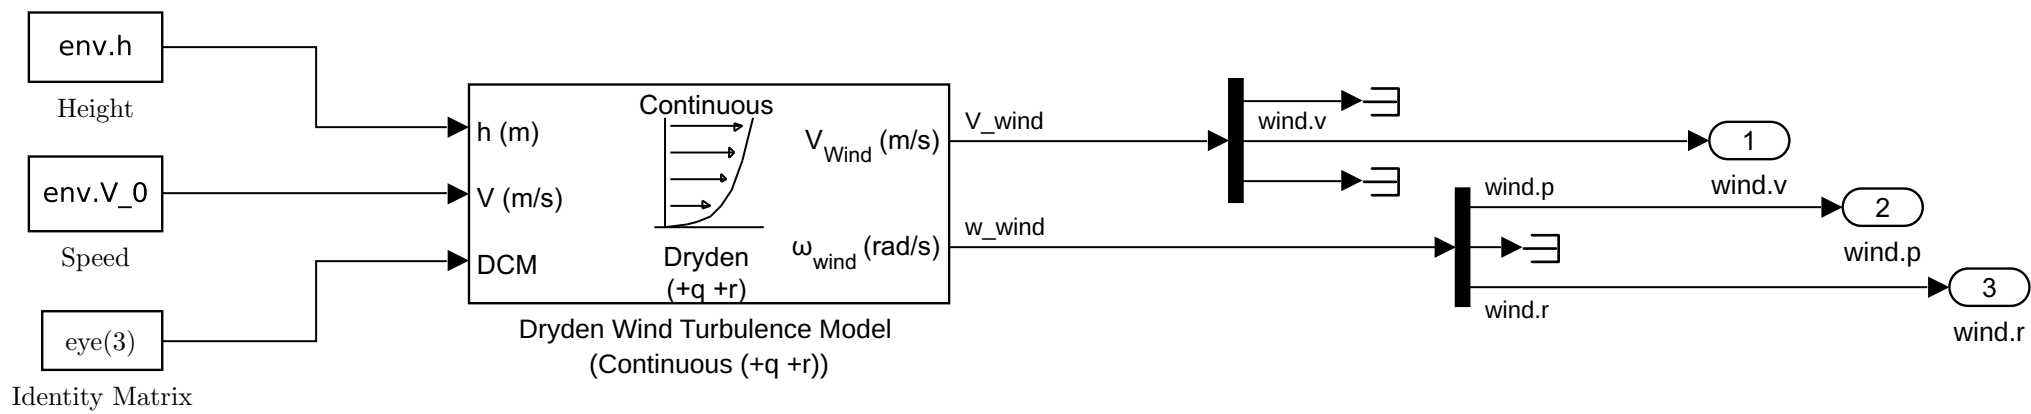 env.h
Height
env.V_0
Speed
eye(3)
Identity Matrix
h (m)
V (m/s)
DCM
Continuous
Dryden
(+q +r)
V_Wind (m/s)
ω_wind (rad/s)
Dryden Wind Turbulence Model
(Continuous (+q +r))
V_wind
w_wind
wind.v
1
wind.v
wind.p
2
wind.p
wind.r
3
wind.r